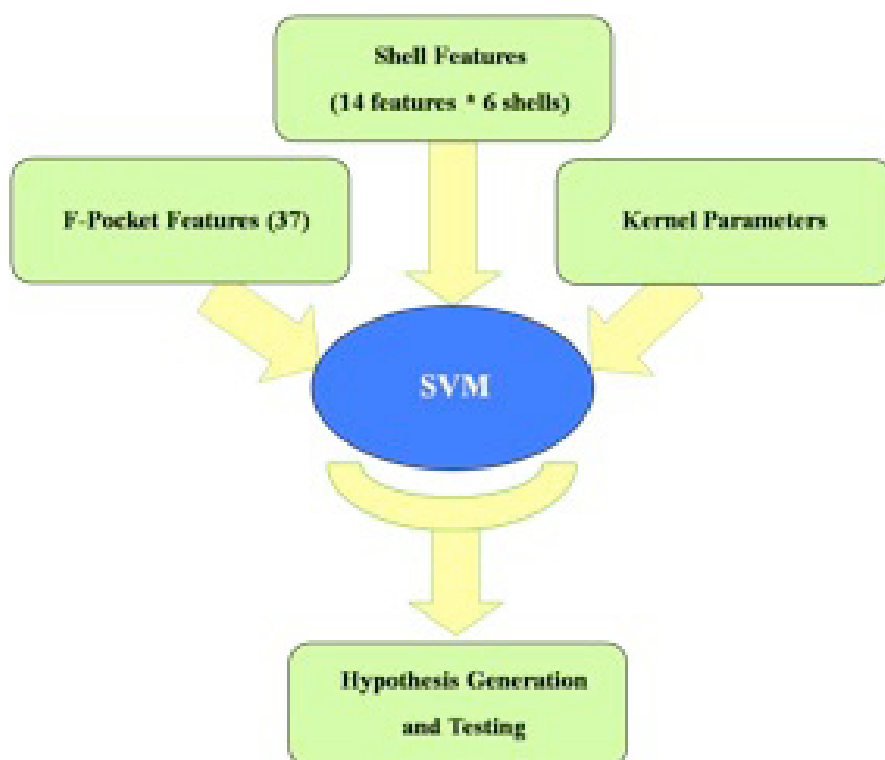 Shell Features
(14 features * 6 shells)
F-Pocket Features (37)
Kernel Parameters
SVM
Hypothesis Generation
and Testing